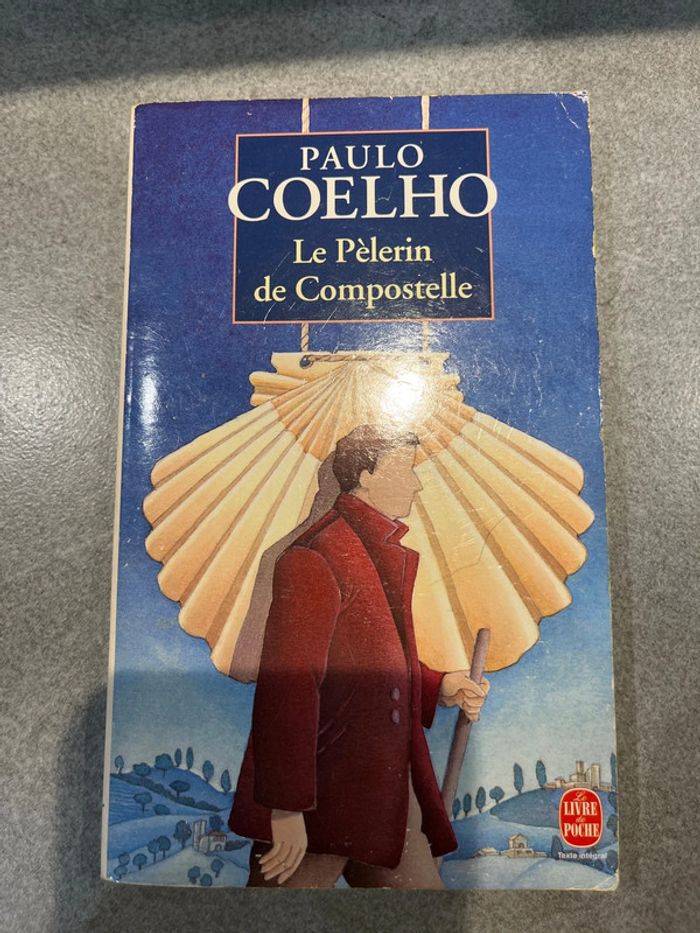 PAULO
COELHO
Le Pèlerin
de Compostelle
Le
LIVRE
de
POCHE
Texte intégral